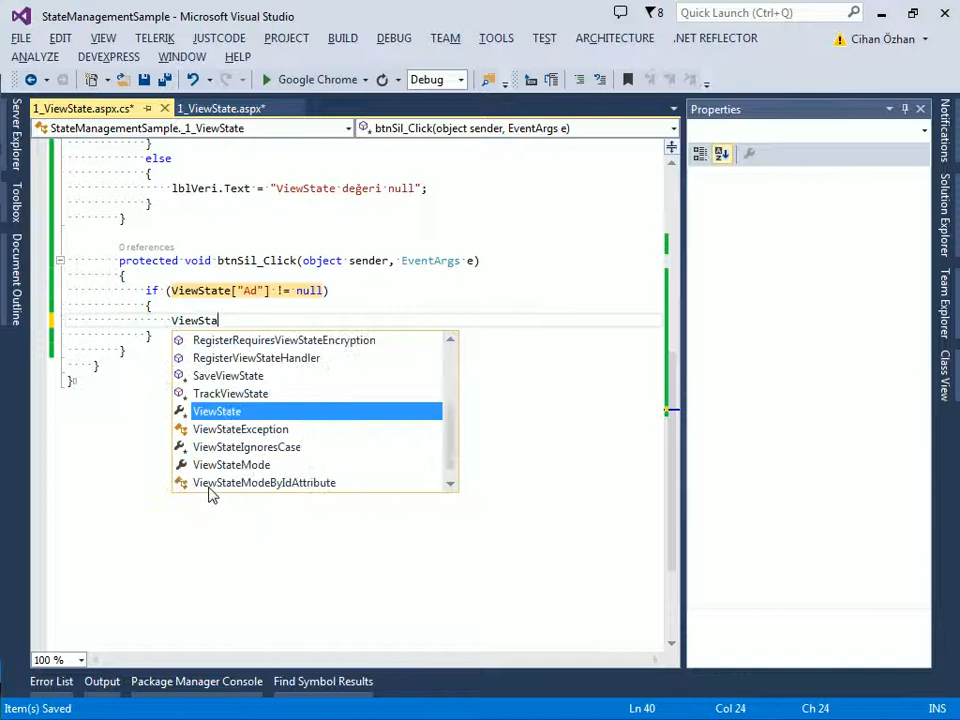 StateManagementSample - Microsoft Visual Studio
8
Quick Launch (Ctrl+Q)
FILE EDIT VIEW TELERIK JUSTCODE PROJECT BUILD DEBUG TEAM TOOLS TEST ARCHITECTURE .NET REFLECTOR
Cihan Özhan
ANALYZE DEVEXPRESS WINDOW HELP
Google Chrome Debug
1_ViewState.aspx.cs* 1_ViewState.aspx*
StateManagementSample._1_ViewState btnSil_Click(object sender, EventArgs e)
Server Explorer
Toolbox
Document Outline
}
else
{
lblVeri.Text = "ViewState değeri null";
}
}
0 references
protected void btnSil_Click(object sender, EventArgs e)
{
if (ViewState["Ad"] != null)
{
ViewSta
}
}
}
}
RegisterRequiresViewStateEncryption
RegisterViewStateHandler
SaveViewState
TrackViewState
ViewState
ViewStateException
ViewStateIgnoresCase
ViewStateMode
ViewStateModeByIdAttribute
100 %
Properties
Notifications
Solution Explorer
Team Explorer
Class View
Error List Output Package Manager Console Find Symbol Results
Item(s) Saved Ln 40 Col 24 Ch 24 INS